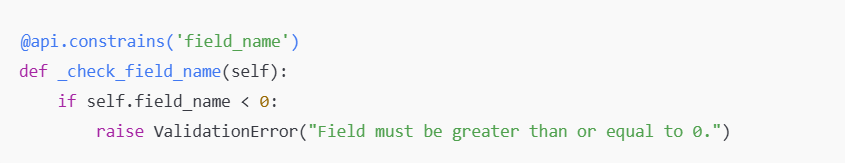 @api.constrains('field_name')
def _check_field_name(self):
    if self.field_name < 0:
        raise ValidationError("Field must be greater than or equal to 0.")